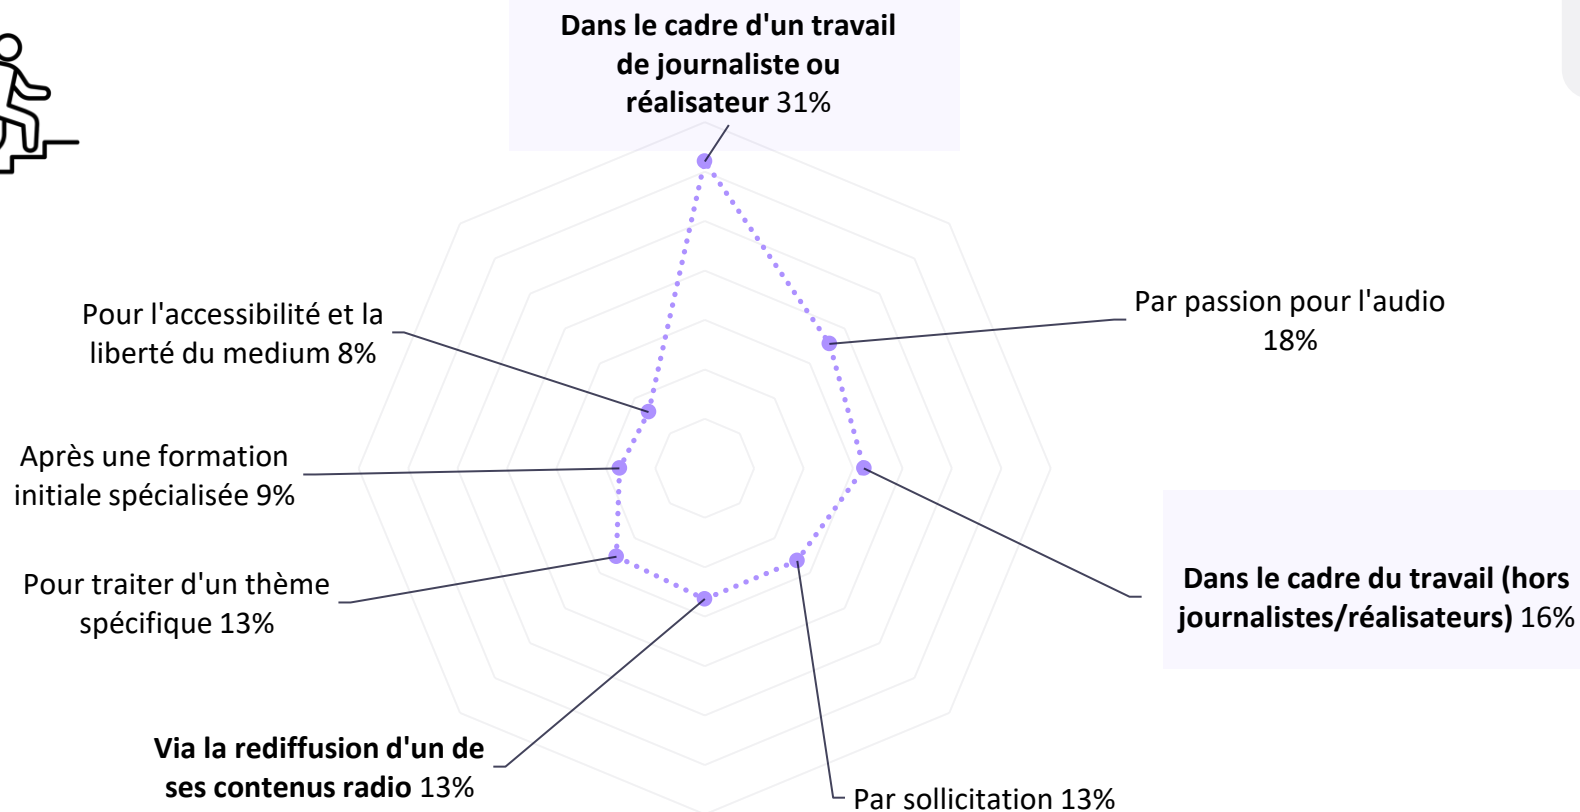 Dans le cadre d'un travail
de journaliste ou
réalisateur 31%
Par passion pour l'audio
18%
Dans le cadre du travail (hors
journalistes/réalisateurs) 16%
Par sollicitation 13%
Via la rediffusion d'un de
ses contenus radio 13%
Pour traiter d'un thème
spécifique 13%
Après une formation
initiale spécialisée 9%
Pour l'accessibilité et la
liberté du medium 8%